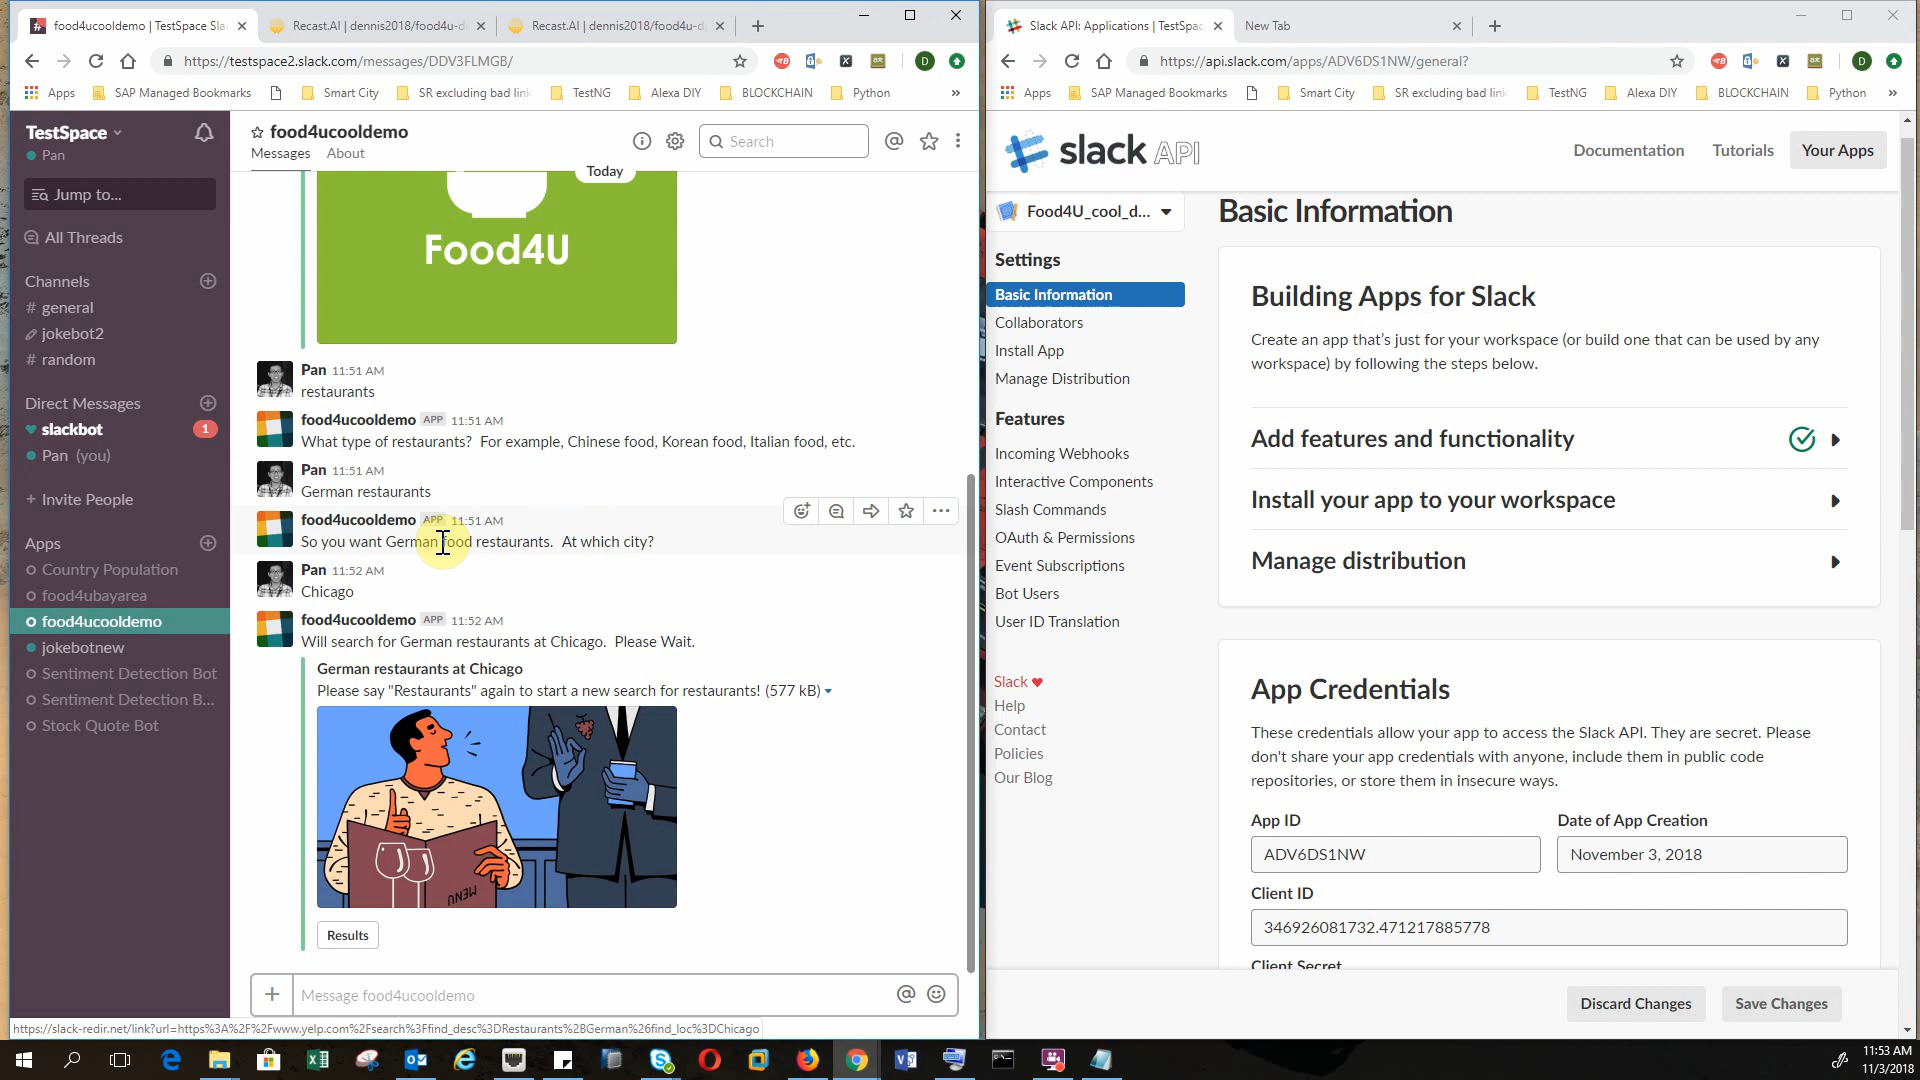 food4ucooldemo | TestSpace Slac
Recast.AI | dennis2018/food4u-d
Recast.AI | dennis2018/food4u-d
https://testspace2.slack.com/messages/DDV3FLMGB/
D
Apps
SAP Managed Bookmarks
Smart City
SR excluding bad link
TestNG
Alexa DIY
BLOCKCHAIN
Python
»
TestSpace
Pan
Jump to...
All Threads
Channels
# general
jokebot2
# random
Direct Messages
slackbot
1
Pan (you)
+ Invite People
Apps
Country Population
food4ubayarea
food4ucooldemo
jokebotnew
Sentiment Detection Bot
Sentiment Detection B...
Stock Quote Bot
food4ucooldemo
Messages
About
Search
Today
Food4U
Pan 11:51 AM
restaurants
food4ucooldemo APP 11:51 AM
What type of restaurants? For example, Chinese food, Korean food, Italian food, etc.
Pan 11:51 AM
German restaurants
food4ucooldemo APP 11:51 AM
So you want German food restaurants. At which city?
Pan 11:52 AM
Chicago
food4ucooldemo APP 11:52 AM
Will search for German restaurants at Chicago. Please Wait.
German restaurants at Chicago
Please say "Restaurants" again to start a new search for restaurants! (577 kB)
MENU
Results
Message food4ucooldemo
https://slack-redir.net/link?url=https%3A%2F%2Fwww.yelp.com%2Fsearch%3Ffind_desc%3DRestaurants%2BGerman%26find_loc%3DChicago
Slack API: Applications | TestSpac
New Tab
https://api.slack.com/apps/ADV6DS1NW/general?
D
Apps
SAP Managed Bookmarks
Smart City
SR excluding bad link
TestNG
Alexa DIY
BLOCKCHAIN
Python
»
slack API
Documentation
Tutorials
Your Apps
Food4U_cool_d...
Settings
Basic Information
Collaborators
Install App
Manage Distribution
Features
Incoming Webhooks
Interactive Components
Slash Commands
OAuth & Permissions
Event Subscriptions
Bot Users
User ID Translation
Slack
Help
Contact
Policies
Our Blog
Basic Information
Building Apps for Slack
Create an app that's just for your workspace (or build one that can be used by any
workspace) by following the steps below.
Add features and functionality
Install your app to your workspace
Manage distribution
App Credentials
These credentials allow your app to access the Slack API. They are secret. Please
don't share your app credentials with anyone, include them in public code
repositories, or store them in insecure ways.
App ID
ADV6DS1NW
Date of App Creation
November 3, 2018
Client ID
346926081732.471217885778
Client Secret
Discard Changes
Save Changes
11:53 AM
11/3/2018